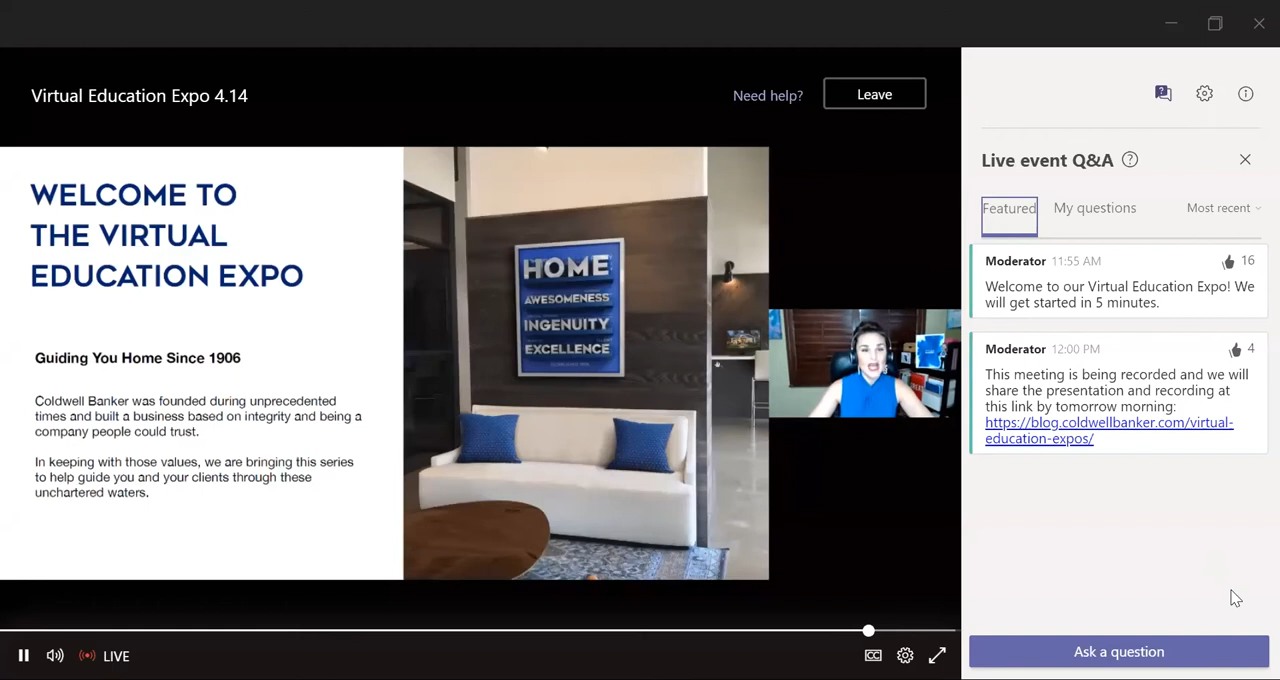 Virtual Education Expo 4.14
Need help?
Leave
WELCOME TO
THE VIRTUAL
EDUCATION EXPO
Guiding You Home Since 1906
Coldwell Banker was founded during unprecedented
times and built a business based on integrity and being a
company people could trust.
In keeping with those values, we are bringing this series
to help guide you and your clients through these
unchartered waters.
HOME
AWESOMENESS
INGENUITY
EXCELLENCE
LIVE
CC
Live event Q&A
Featured
My questions
Most recent
Moderator 11:55 AM
16
Welcome to our Virtual Education Expo! We
will get started in 5 minutes.
Moderator 12:00 PM
4
This meeting is being recorded and we will
share the presentation and recording at
this link by tomorrow morning:
https://blog.coldwellbanker.com/virtual-
education-expos/
Ask a question